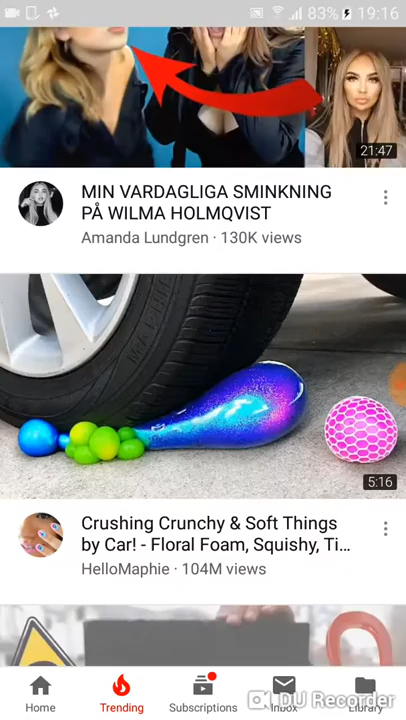 83% 19:16
21:47
MIN VARDAGLIGA SMINKNING
PÅ WILMA HOLMQVIST
Amanda Lundgren · 130K views
5:16
Crushing Crunchy & Soft Things
by Car! - Floral Foam, Squishy, Ti...
HelloMaphie · 104M views
Home Trending Subscriptions Inbox Library
DU Recorder